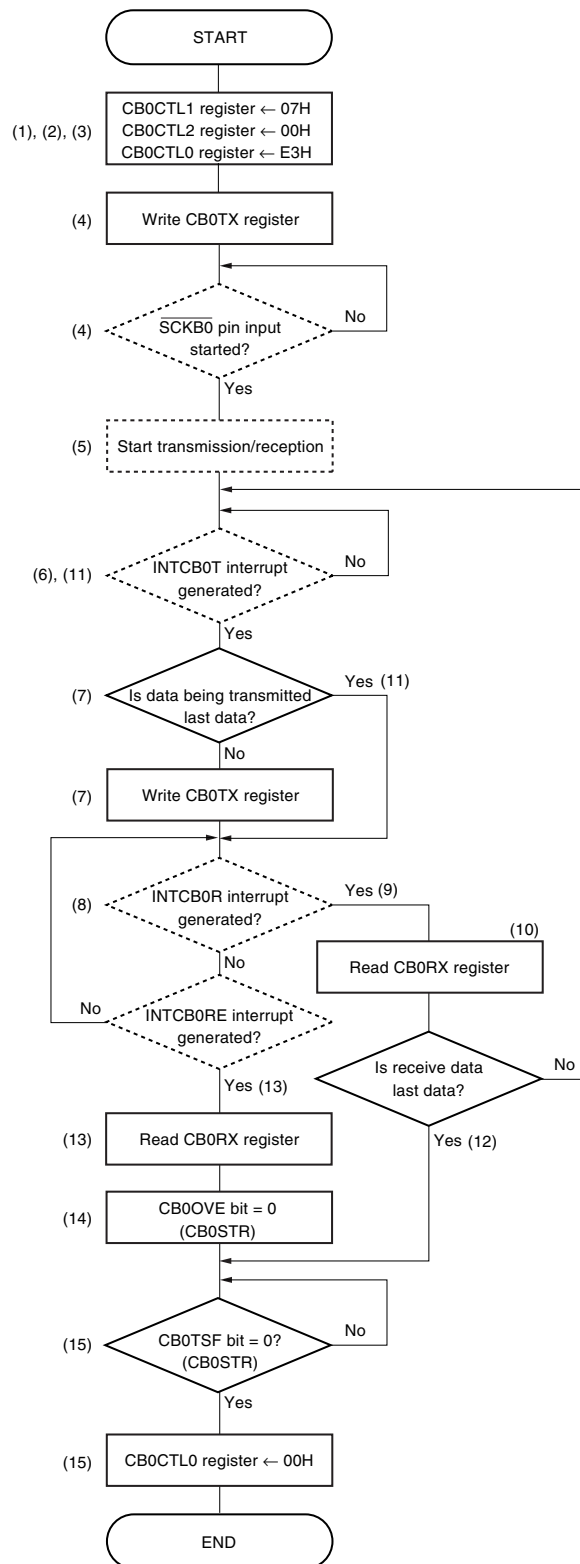 START
(1), (2), (3)
CB0CTL1 register ← 07H
CB0CTL2 register ← 00H
CB0CTL0 register ← E3H
(4)
Write CB0TX register
(4)
SCKB0 pin input
started?
No
Yes
(5)
Start transmission/reception
(6), (11)
INTCB0T interrupt
generated?
No
Yes
(7)
Is data being transmitted
last data?
Yes (11)
No
(7)
Write CB0TX register
(8)
INTCB0R interrupt
generated?
Yes (9)
No
(10)
Read CB0RX register
No
INTCB0RE interrupt
generated?
Is receive data
last data?
No
Yes (13)
Yes (12)
(13)
Read CB0RX register
(14)
CB0OVE bit = 0
(CB0STR)
(15)
CB0TSF bit = 0?
(CB0STR)
No
Yes
(15)
CB0CTL0 register ← 00H
END